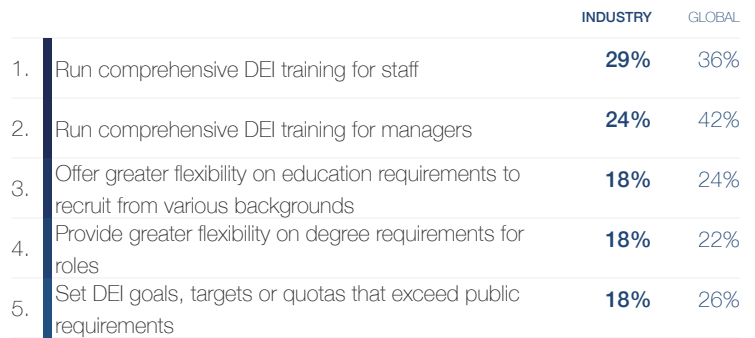 INDUSTRY GLOBAL
1. Run comprehensive DEI training for staff 29% 36%
2. Run comprehensive DEI training for managers 24% 42%
3. Offer greater flexibility on education requirements to
recruit from various backgrounds 18% 24%
4. Provide greater flexibility on degree requirements for
roles 18% 22%
5. Set DEI goals, targets or quotas that exceed public
requirements 18% 26%